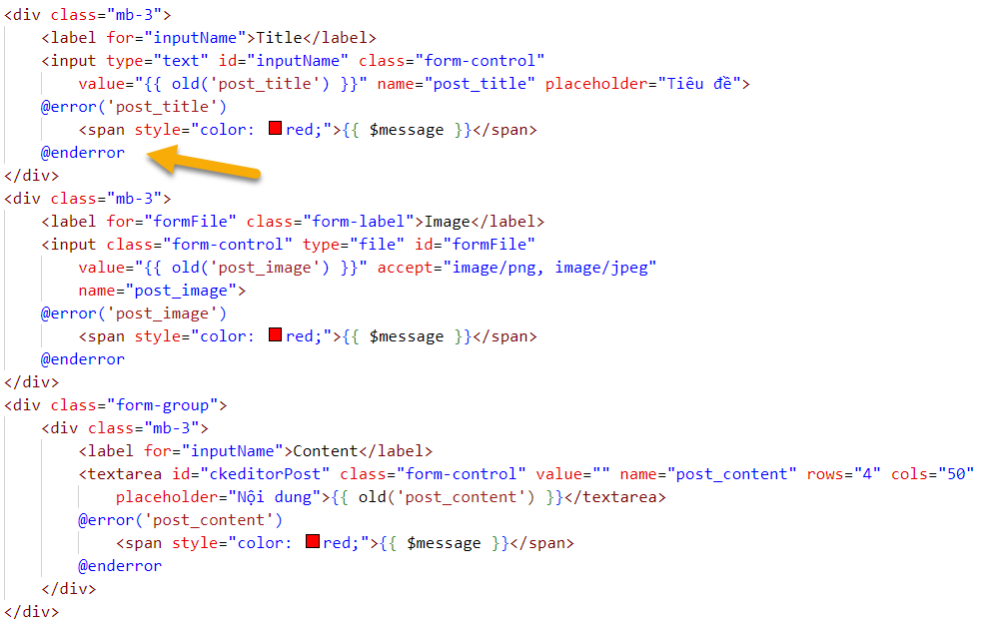 <div class="mb-3">
<label for="inputName">Title</label>
<input type="text" id="inputName" class="form-control"
value="{{ old('post_title') }}" name="post_title" placeholder="Tiêu đề">
@error('post_title')
<span style="color: red;">{{ $message }}</span>
@enderror
</div>
<div class="mb-3">
<label for="formFile" class="form-label">Image</label>
<input class="form-control" type="file" id="formFile"
value="{{ old('post_image') }}" accept="image/png, image/jpeg"
name="post_image">
@error('post_image')
<span style="color: red;">{{ $message }}</span>
@enderror
</div>
<div class="form-group">
<div class="mb-3">
<label for="inputName">Content</label>
<textarea id="ckeditorPost" class="form-control" value="" name="post_content" rows="4" cols="50"
placeholder="Nội dung">{{ old('post_content') }}</textarea>
@error('post_content')
<span style="color: red;">{{ $message }}</span>
@enderror
</div>
</div>